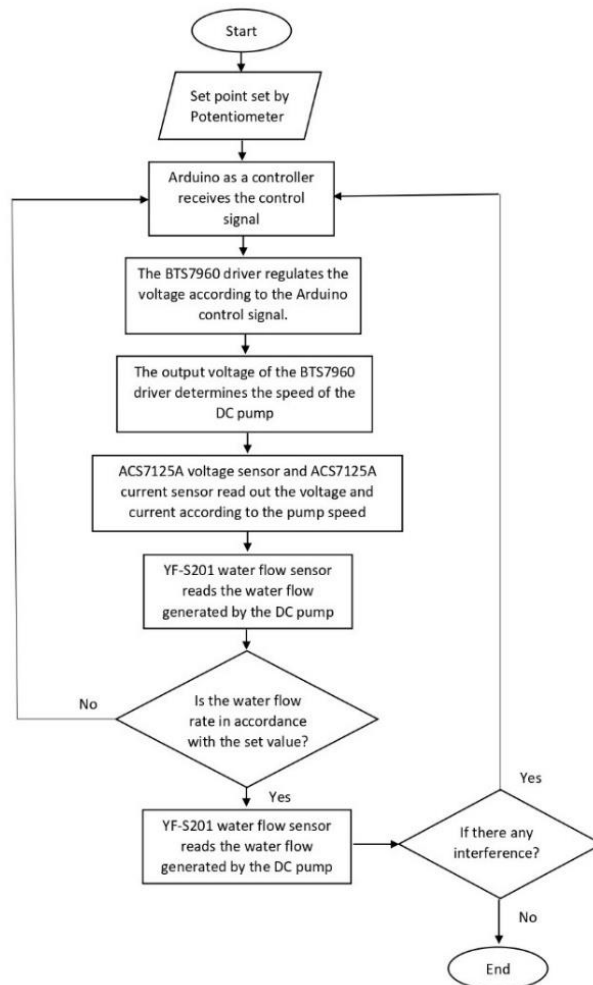 Start
Set point set by
Potentiometer
Arduino as a controller
receives the control
signal
The BTS7960 driver regulates the
voltage according to the Arduino
control signal.
The output voltage of the BTS7960
driver determines the speed of the
DC pump
ACS7125A voltage sensor and ACS7125A
current sensor read out the voltage and
current according to the pump speed
YF-S201 water flow sensor
reads the water flow
generated by the DC pump
No
Is the water flow
rate in accordance
with the set value?
Yes
YF-S201 water flow sensor
reads the water flow
generated by the DC pump
Yes
If there any
interference?
No
End